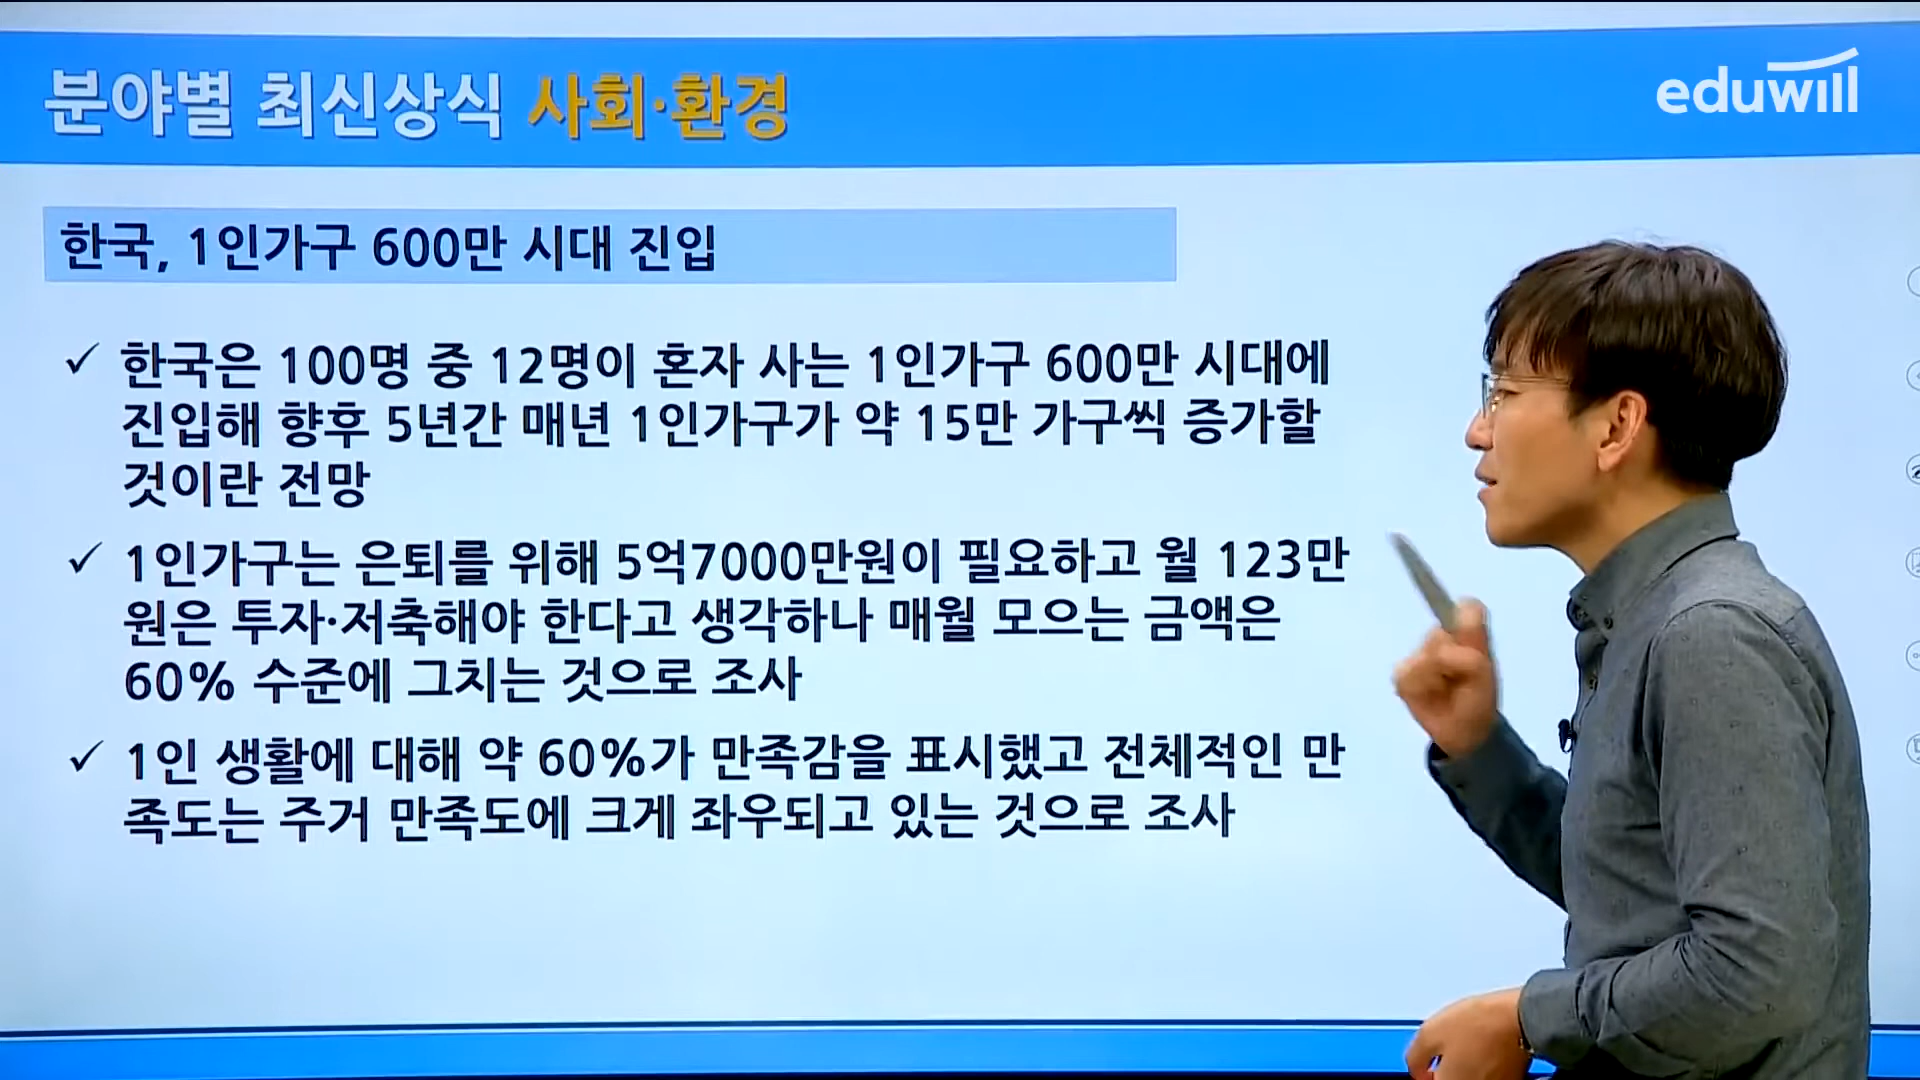 분야별 최신상식 사회·환경
eduwill
한국, 1인가구 600만 시대 진입
✓ 한국은 100명 중 12명이 혼자 사는 1인가구 600만 시대에
진입해 향후 5년간 매년 1인가구가 약 15만 가구씩 증가할
것이란 전망
✓ 1인가구는 은퇴를 위해 5억7000만원이 필요하고 월 123만
원은 투자·저축해야 한다고 생각하나 매월 모으는 금액은
60% 수준에 그치는 것으로 조사
✓ 1인 생활에 대해 약 60%가 만족감을 표시했고 전체적인 만
족도는 주거 만족도에 크게 좌우되고 있는 것으로 조사